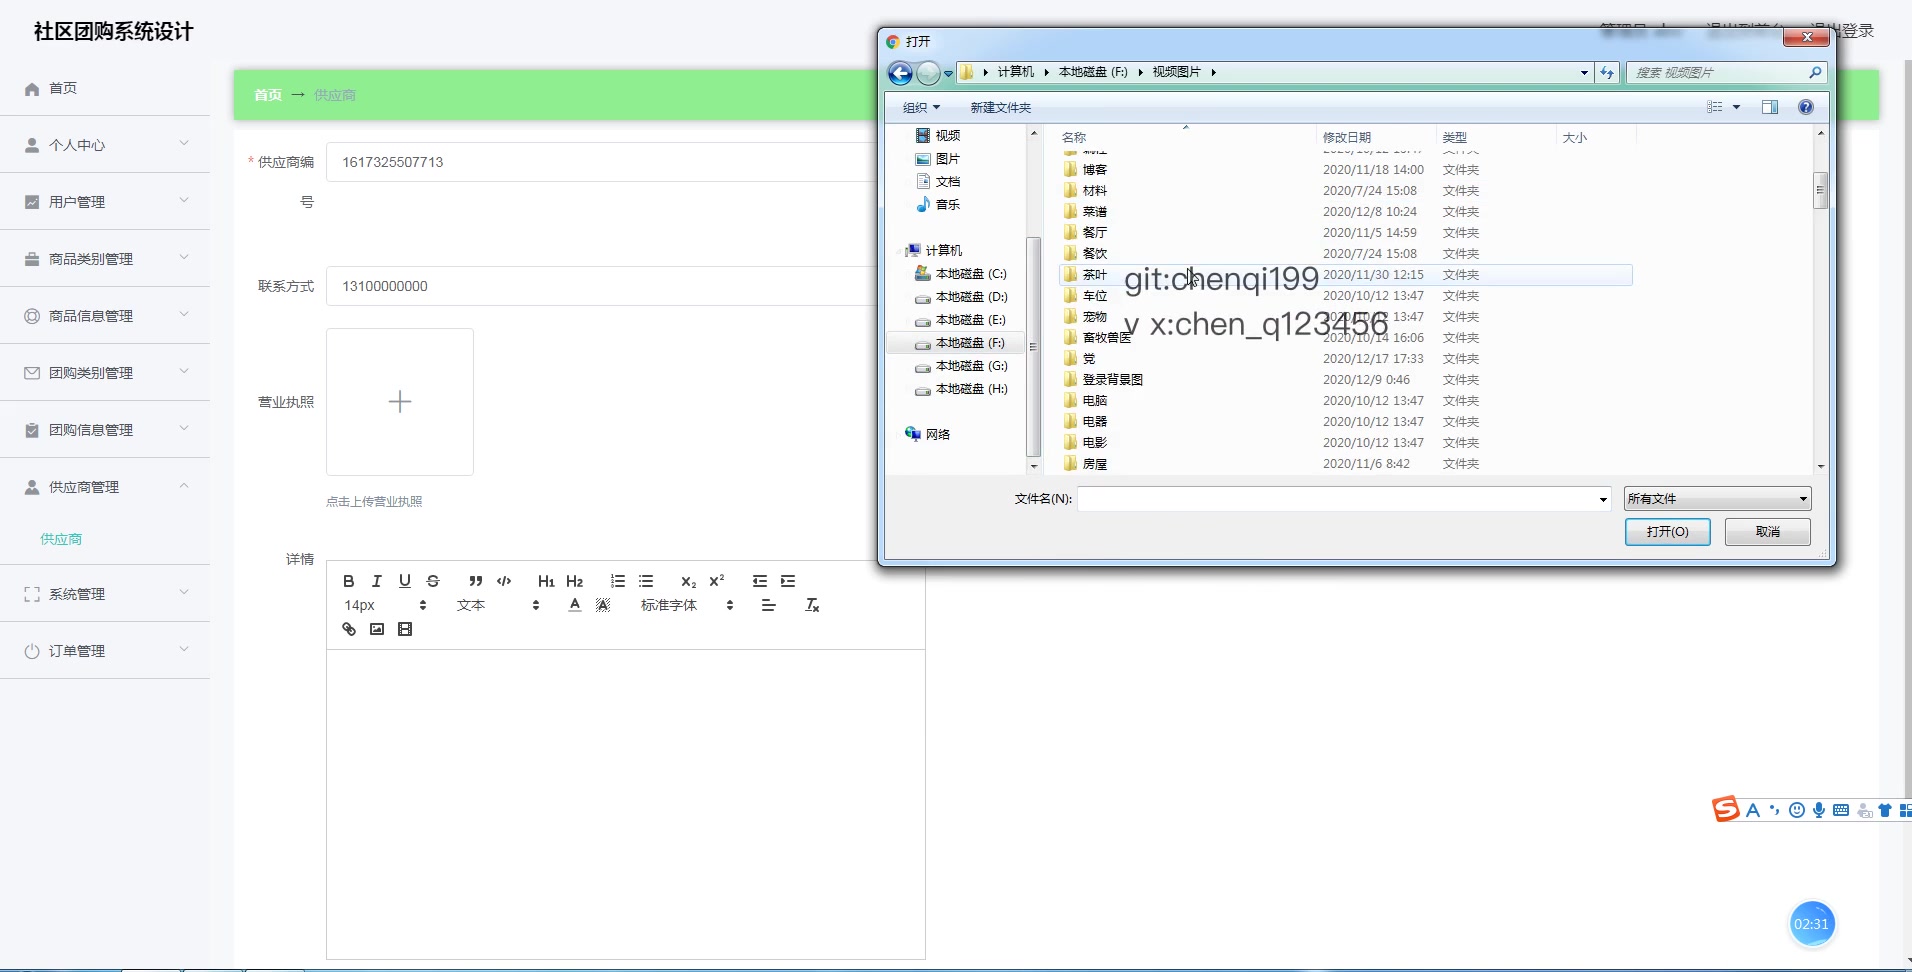 社区团购系统设计
首页
个人中心
用户管理
商品类别管理
商品信息管理
团购类别管理
团购信息管理
供应商管理
供应商
系统管理
订单管理
首页 → 供应商
* 供应商编号
1617325507713
联系方式
13100000000
营业执照
点击上传营业执照
详情
B I U S ” </> H1 H2 x2 x2
14px 文本 A A 标准字体
打开
计算机 本地磁盘 (F:) 视频图片
搜索 视频图片
组织 新建文件夹
视频
图片
文档
音乐
计算机
本地磁盘 (C:)
本地磁盘 (D:)
本地磁盘 (E:)
本地磁盘 (F:)
本地磁盘 (G:)
本地磁盘 (H:)
网络
名称 修改日期 类型 大小
博客 2020/11/18 14:00 文件夹
材料 2020/7/24 15:08 文件夹
菜谱 2020/12/8 10:24 文件夹
餐厅 2020/11/5 14:59 文件夹
餐饮 2020/7/24 15:08 文件夹
茶叶 2020/11/30 12:15 文件夹
车位 2020/10/12 13:47 文件夹
宠物 2020/10/12 13:47 文件夹
畜牧兽医 2020/10/14 16:06 文件夹
党 2020/12/17 17:33 文件夹
登录背景图 2020/12/9 0:46 文件夹
电脑 2020/10/12 13:47 文件夹
电器 2020/10/12 13:47 文件夹
电影 2020/10/12 13:47 文件夹
房屋 2020/11/6 8:42 文件夹
git:chenqi199
v x:chen_q123456
文件名(N):
所有文件
打开(O)
取消
退出登录
02:31